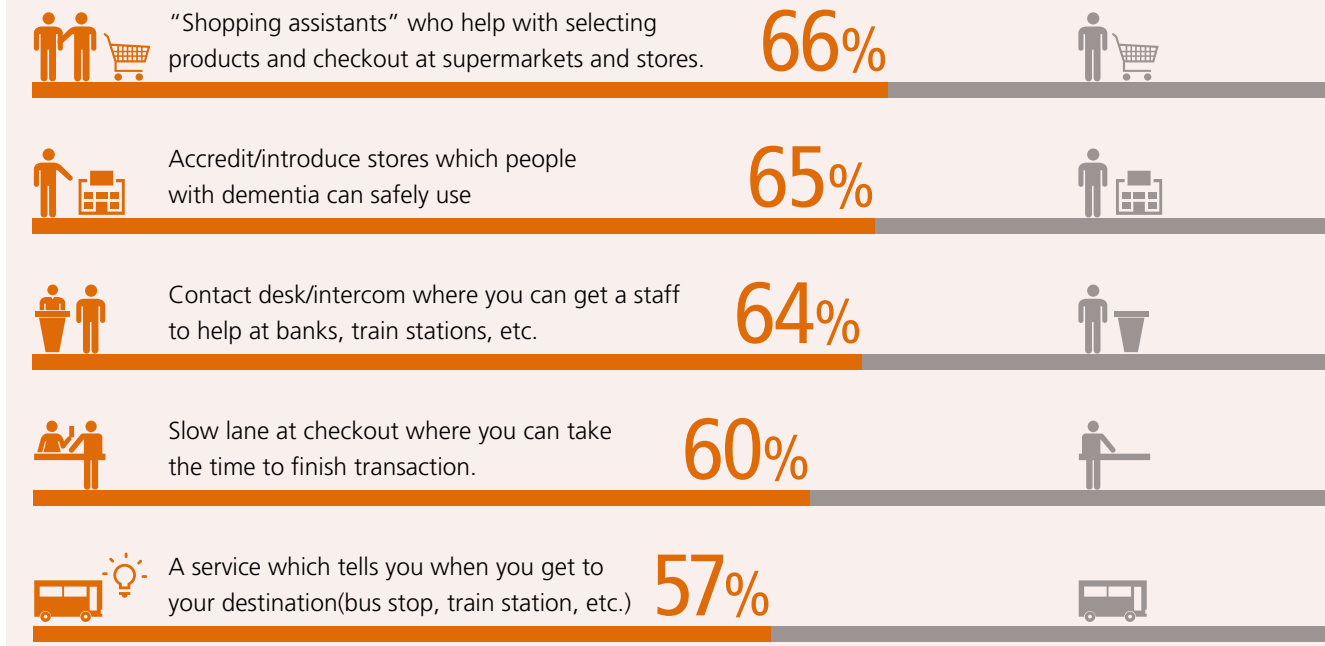 “Shopping assistants” who help with selecting
products and checkout at supermarkets and stores.
66%
Accredit/introduce stores which people
with dementia can safely use
65%
Contact desk/intercom where you can get a staff
to help at banks, train stations, etc.
64%
Slow lane at checkout where you can take
the time to finish transaction.
60%
A service which tells you when you get to
your destination(bus stop, train station, etc.)
57%